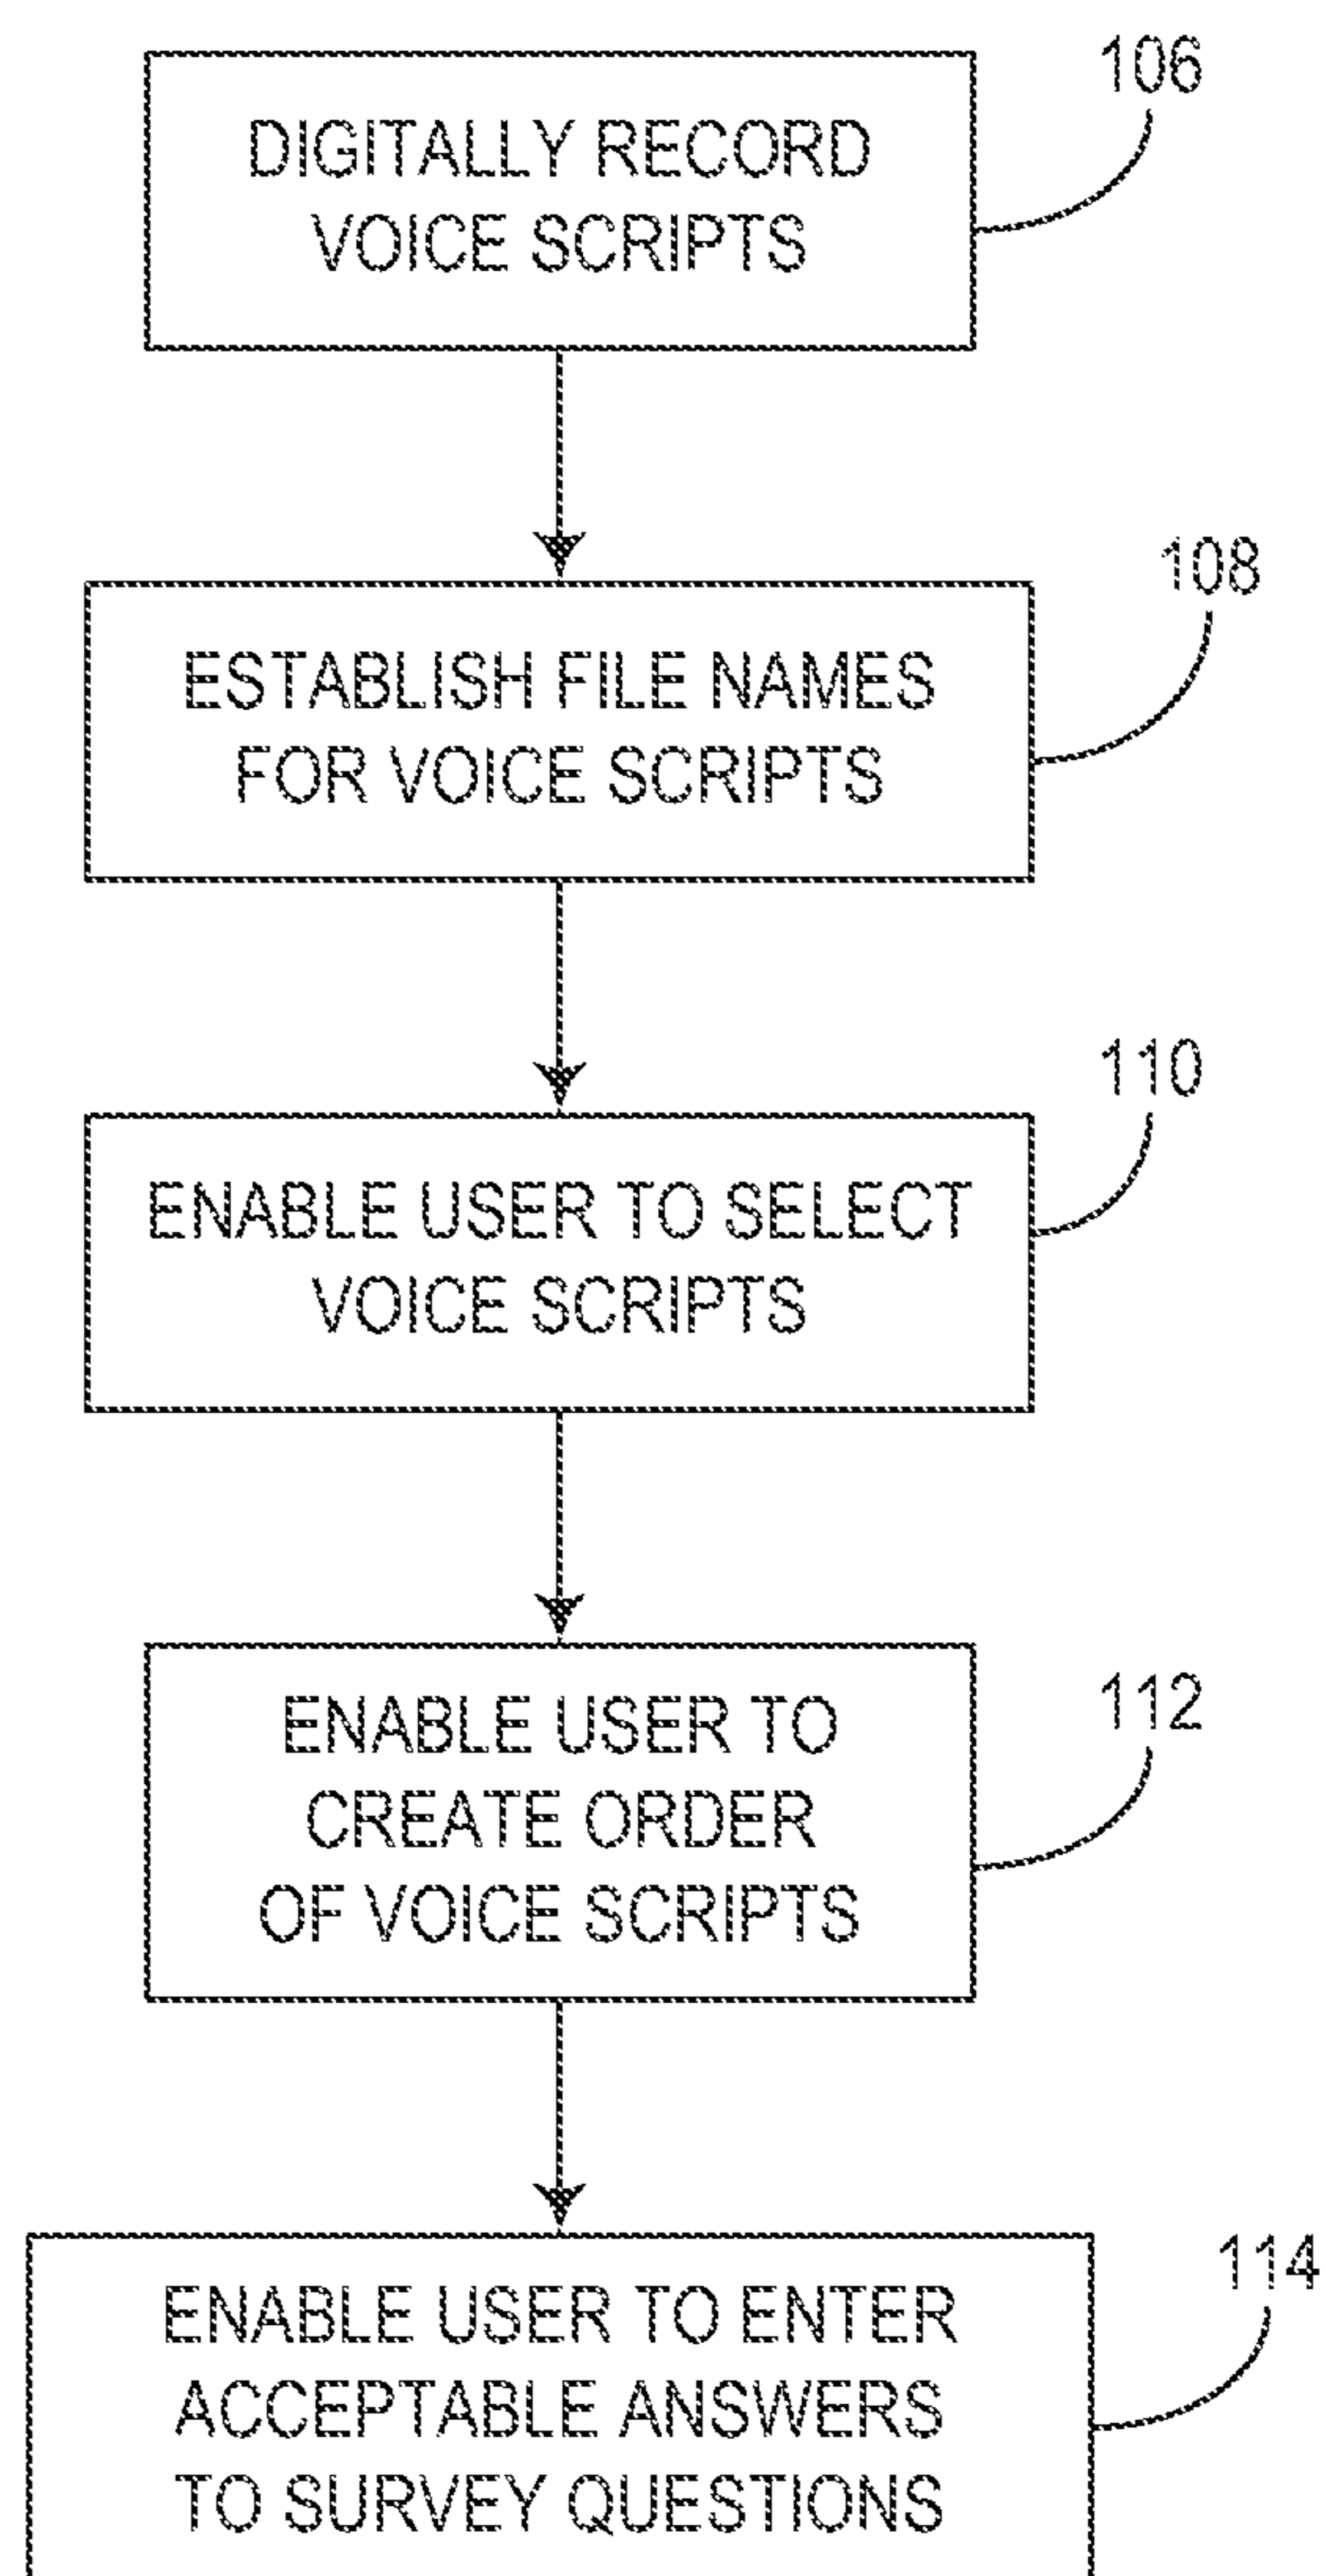 106
DIGITALLY RECORD
VOICE SCRIPTS
108
ESTABLISH FILE NAMES
FOR VOICE SCRIPTS
110
ENABLE USER TO SELECT
VOICE SCRIPTS
112
ENABLE USER TO
CREATE ORDER
OF VOICE SCRIPTS
114
ENABLE USER TO ENTER
ACCEPTABLE ANSWERS
TO SURVEY QUESTIONS